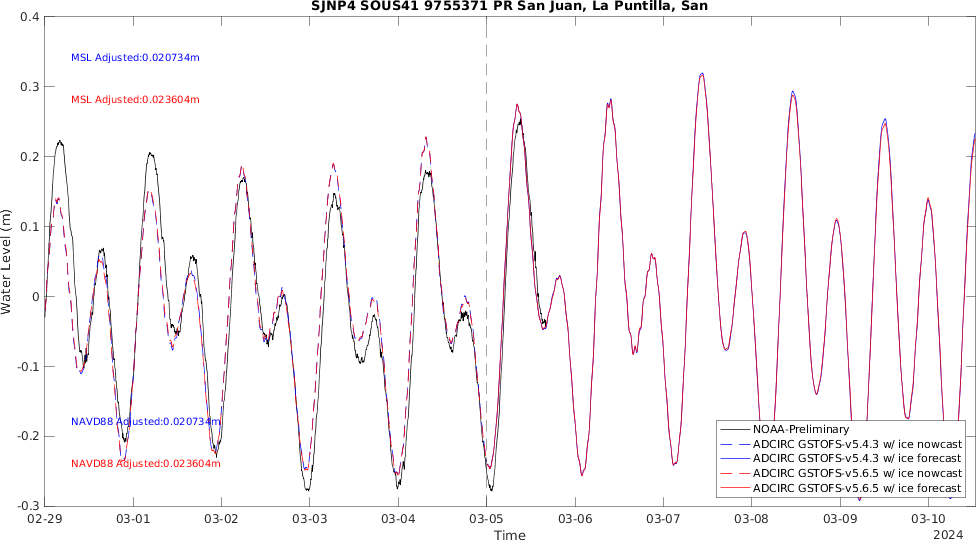 SJNP4 SOUS41 9755371 PR San Juan, La Puntilla, San
0.4
0.3
0.2
0.1
0
-0.1
-0.2
-0.3
Water Level (m)
MSL Adjusted:0.020734m
MSL Adjusted:0.023604m
NAVD88 Adjusted:0.020734m
NAVD88 Adjusted:0.023604m
NOAA-Preliminary
ADCIRC GSTOFS-v5.4.3 w/ ice nowcast
ADCIRC GSTOFS-v5.4.3 w/ ice forecast
ADCIRC GSTOFS-v5.6.5 w/ ice nowcast
ADCIRC GSTOFS-v5.6.5 w/ ice forecast
02-29 03-01 03-02 03-03 03-04 03-05 03-06 03-07 03-08 03-09 03-10
Time
2024